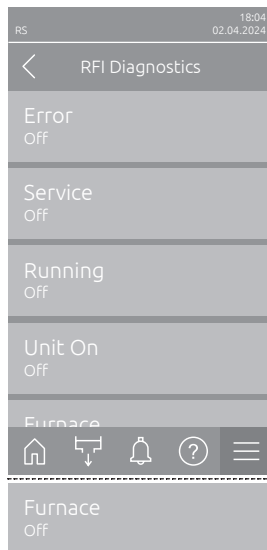 18:04
RS 02.04.2024
RFI Diagnostics
Error
Off
Service
Off
Running
Off
Unit On
Off
Furnace
?
Furnace
Off